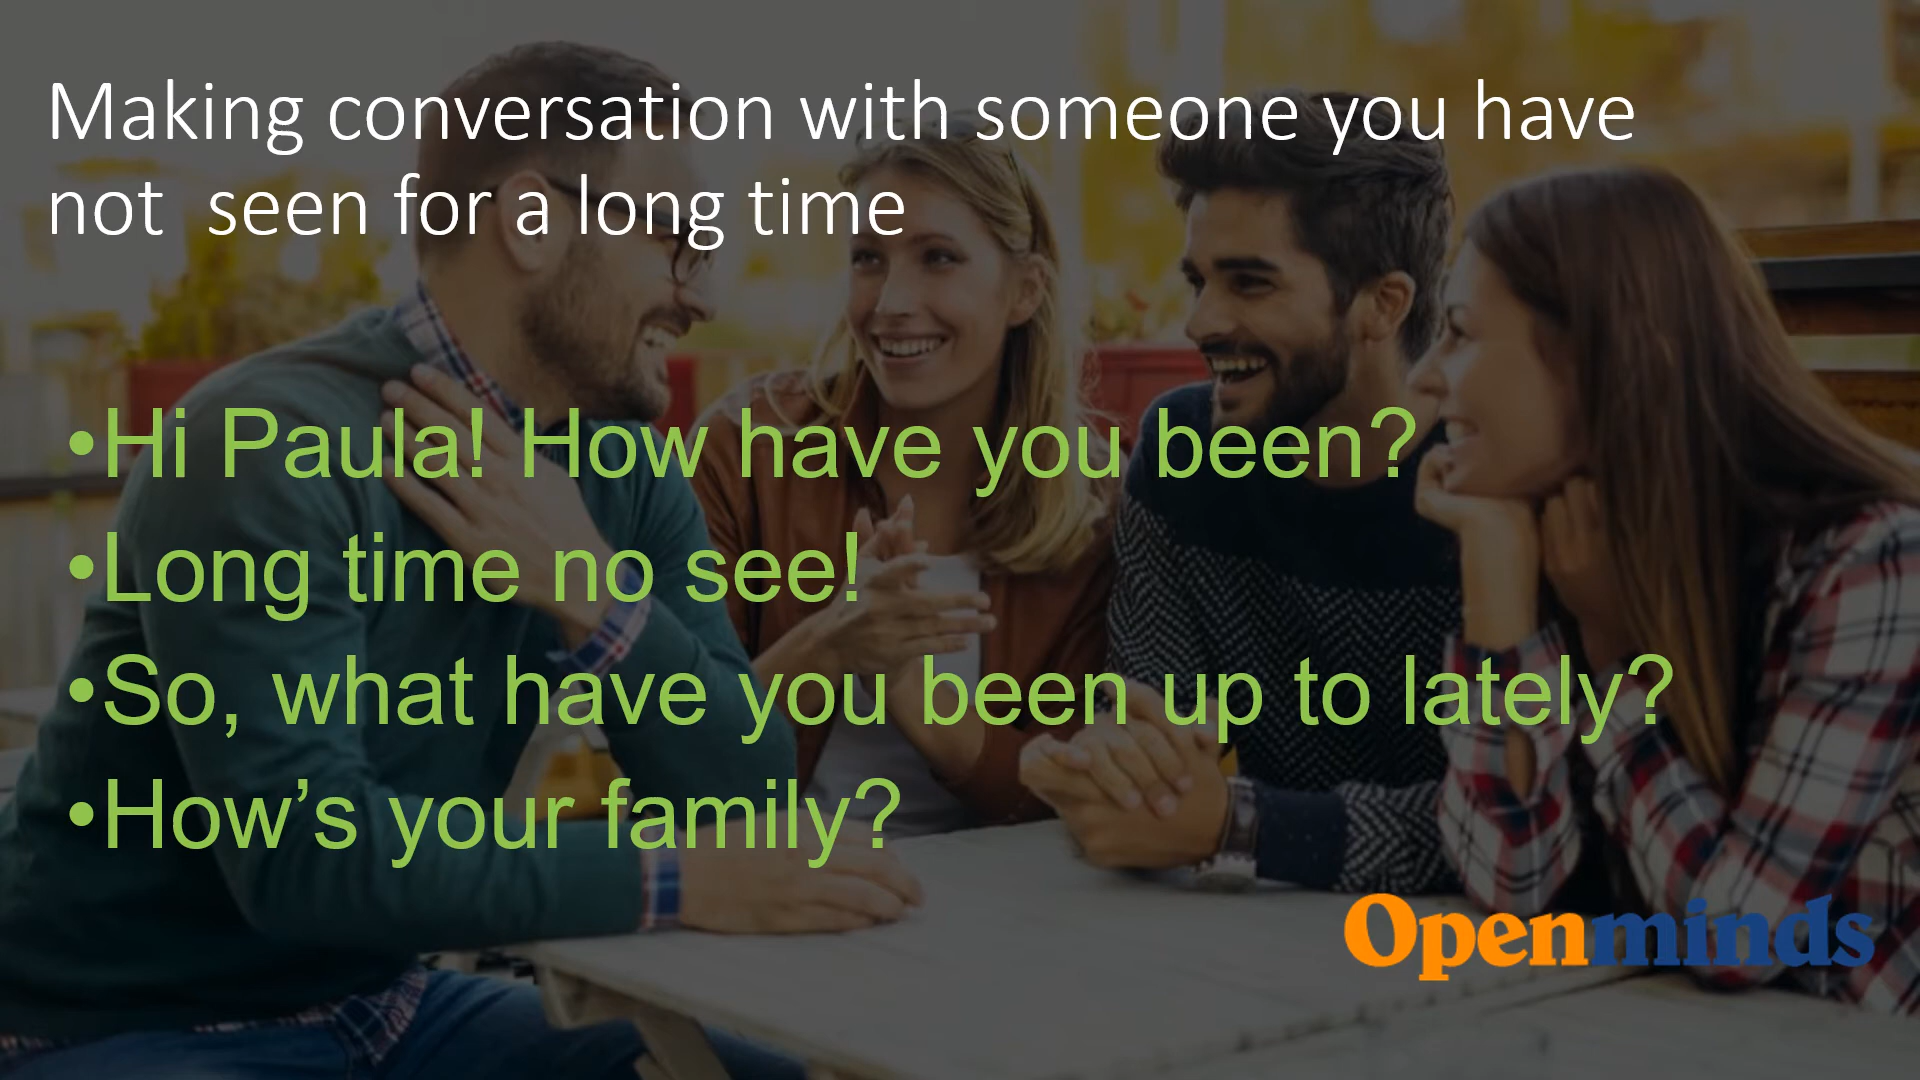 Making conversation with someone you have
not  seen for a long time
•Hi Paula! How have you been?
•Long time no see!
•So, what have you been up to lately?
•How’s your family?
Openminds